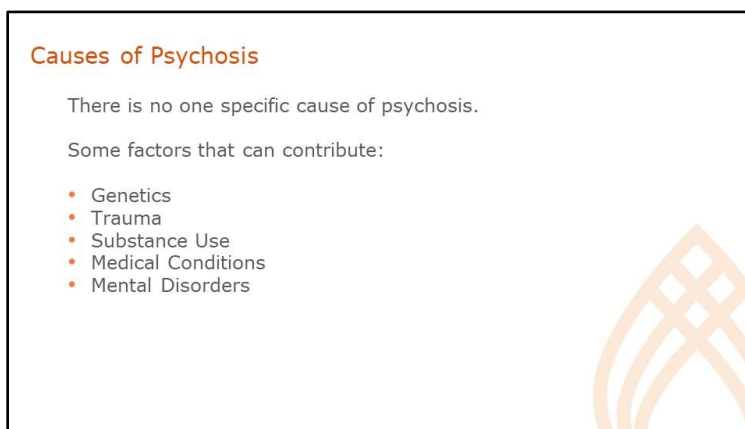 Causes of Psychosis
There is no one specific cause of psychosis.
Some factors that can contribute:
• Genetics
• Trauma
• Substance Use
• Medical Conditions
• Mental Disorders